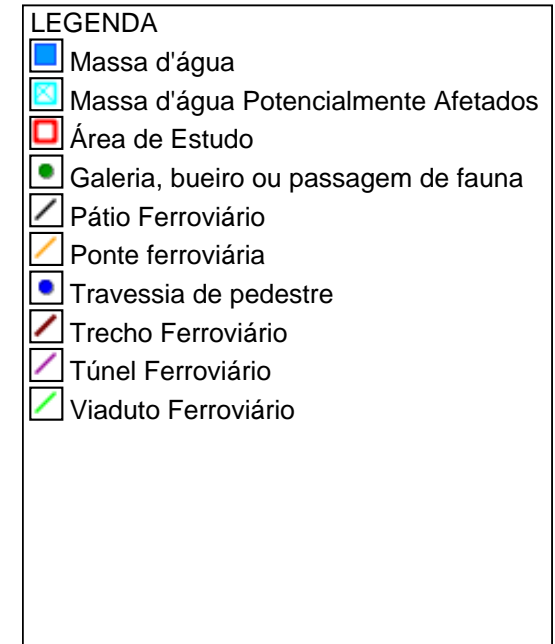 LEGENDA
Massa d'água
Massa d'água Potencialmente Afetados
Área de Estudo
Galeria, bueiro ou passagem de fauna
Pátio Ferroviário
Ponte ferroviária
Travessia de pedestre
Trecho Ferroviário
Túnel Ferroviário
Viaduto Ferroviário